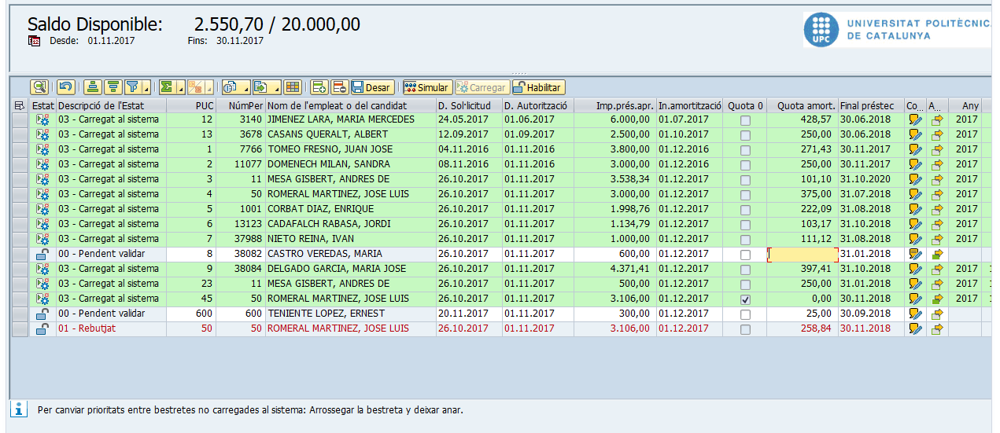 Saldo Disponible: 2.550,70 / 20.000,00
Desde: 01.11.2017 Fins: 30.11.2017
UPC
UNIVERSITAT POLITÈCNICA
DE CATALUNYA
Desar Simular Carregar Habilitar
Estat Descripció de l'Estat PUC NúmPer Nom de l'empleat o del candidat D. Sol·licitud D. Autorització Imp.prés.apr. In.amortització Quota 0 Quota amort. Final préstec Co... A... Any
03 - Carregat al sistema 12 3140 JIMENEZ LARA, MARIA MERCEDES 24.05.2017 01.06.2017 6.000,00 01.07.2017 428,57 30.06.2018 2017
03 - Carregat al sistema 13 3678 CASANS QUERALT, ALBERT 12.09.2017 01.09.2017 2.500,00 01.10.2017 250,00 30.06.2018 2017
03 - Carregat al sistema 1 7766 TOMEO FRESNO, JUAN JOSE 04.11.2016 01.11.2016 3.800,00 01.12.2016 271,43 30.11.2017 2017
03 - Carregat al sistema 2 11077 DOMENECH MILAN, SANDRA 08.11.2016 01.11.2016 3.000,00 01.12.2016 250,00 30.11.2017 2017
03 - Carregat al sistema 3 11 MESA GISBERT, ANDRES DE 26.10.2017 01.11.2017 3.538,34 01.12.2017 101,10 31.10.2020 2017
03 - Carregat al sistema 4 50 ROMERAL MARTINEZ, JOSE LUIS 26.10.2017 01.11.2017 3.000,00 01.12.2017 375,00 31.07.2018 2017
03 - Carregat al sistema 5 1001 CORBAT DIAZ, ENRIQUE 26.10.2017 01.11.2017 1.998,76 01.12.2017 222,09 31.08.2018 2017
03 - Carregat al sistema 6 13123 CADAFALCH RABASA, JORDI 26.10.2017 01.11.2017 1.134,79 01.12.2017 103,17 31.10.2018 2017
03 - Carregat al sistema 7 37988 NIETO REINA, IVAN 26.10.2017 01.11.2017 1.000,00 01.12.2017 111,12 31.08.2018 2017
00 - Pendent validar 8 38082 CASTRO VEREDAS, MARIA 26.10.2017 01.11.2017 600,00 01.12.2017 31.01.2018
03 - Carregat al sistema 9 38084 DELGADO GARCIA, MARIA JOSE 26.10.2017 01.11.2017 4.371,41 01.12.2017 397,41 31.10.2018 2017
03 - Carregat al sistema 23 11 MESA GISBERT, ANDRES DE 26.10.2017 01.11.2017 500,00 01.12.2017 250,00 31.01.2018 2017
03 - Carregat al sistema 45 50 ROMERAL MARTINEZ, JOSE LUIS 26.10.2017 01.11.2017 3.106,00 01.12.2017 0,00 30.11.2018 2017
00 - Pendent validar 600 600 TENIENTE LOPEZ, ERNEST 20.11.2017 01.11.2017 300,00 01.12.2017 25,00 30.09.2018
01 - Rebutjat 50 50 ROMERAL MARTINEZ, JOSE LUIS 26.10.2017 01.11.2017 3.106,00 01.12.2017 258,84 30.11.2018
Per canviar prioritats entre bestretes no carregades al sistema: Arrossegar la bestreta y deixar anar.